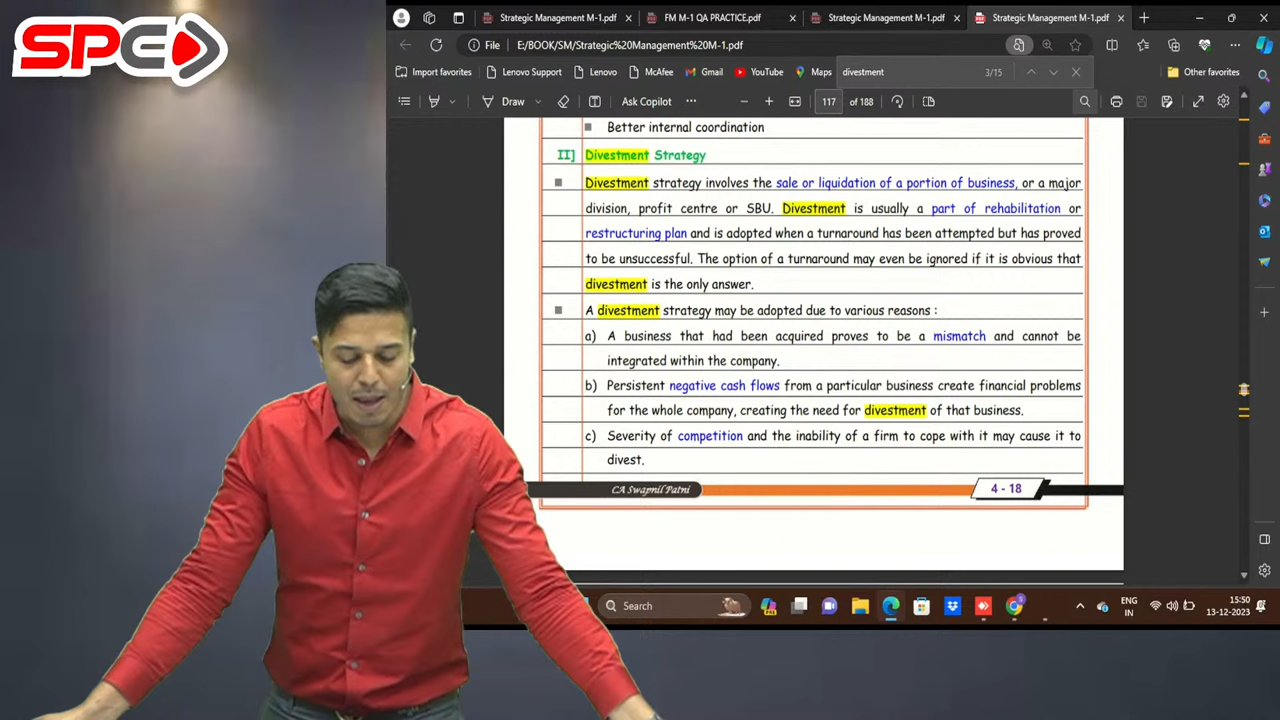 SPC
Strategic Management M-1.pdf
FM M-1 QA PRACTICE.pdf
Strategic Management M-1.pdf
Strategic Management M-1.pdf
File E:/BOOK/SM/Strategic%20Management%20M-1.pdf
Import favorites Lenovo Support Lenovo McAfee Gmail YouTube Maps divestment 3/15 Other favorites
Draw Ask Copilot 117 of 188
Better internal coordination
II] Divestment Strategy
Divestment strategy involves the sale or liquidation of a portion of business, or a major
division, profit centre or SBU. Divestment is usually a part of rehabilitation or
restructuring plan and is adopted when a turnaround has been attempted but has proved
to be unsuccessful. The option of a turnaround may even be ignored if it is obvious that
divestment is the only answer.
A divestment strategy may be adopted due to various reasons :
a) A business that had been acquired proves to be a mismatch and cannot be
integrated within the company.
b) Persistent negative cash flows from a particular business create financial problems
for the whole company, creating the need for divestment of that business.
c) Severity of competition and the inability of a firm to cope with it may cause it to
divest.
CA Swapnil Patni
4 - 18
Search
ENG
IN
15:50
13-12-2023